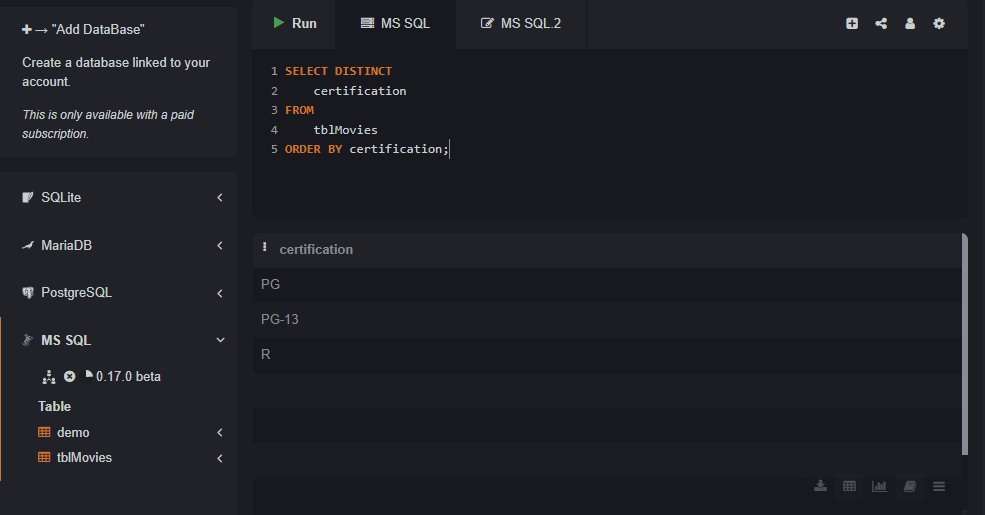 "Add DataBase"
Create a database linked to your
account.
This is only available with a paid
subscription.
SQLite
MariaDB
PostgreSQL
MS SQL
0.17.0 beta
Table
demo
tblMovies
Run
MS SQL
MS SQL.2
1 SELECT DISTINCT
2 certification
3 FROM
4 tblMovies
5 ORDER BY certification;
certification
PG
PG-13
R